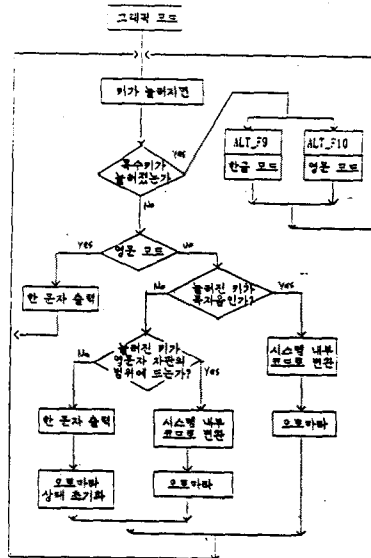 그래픽 모드
키가 눌러지면
특수키가
눌러졌는가
yes
No
ALT_F9
한글 모드
ALT_F10
영문 모드
영문 모드
yes
No
한 문자 출력
눌러진 키가
복자음인가?
No
Yes
눌러진 키가
영문자 자판의
범위에 드는가?
No
Yes
시스템 내부
코드로 변환
오토마타
한 문자 출력
시스템 내부
코드로 변환
오토마타
상태 초기화
오토마타